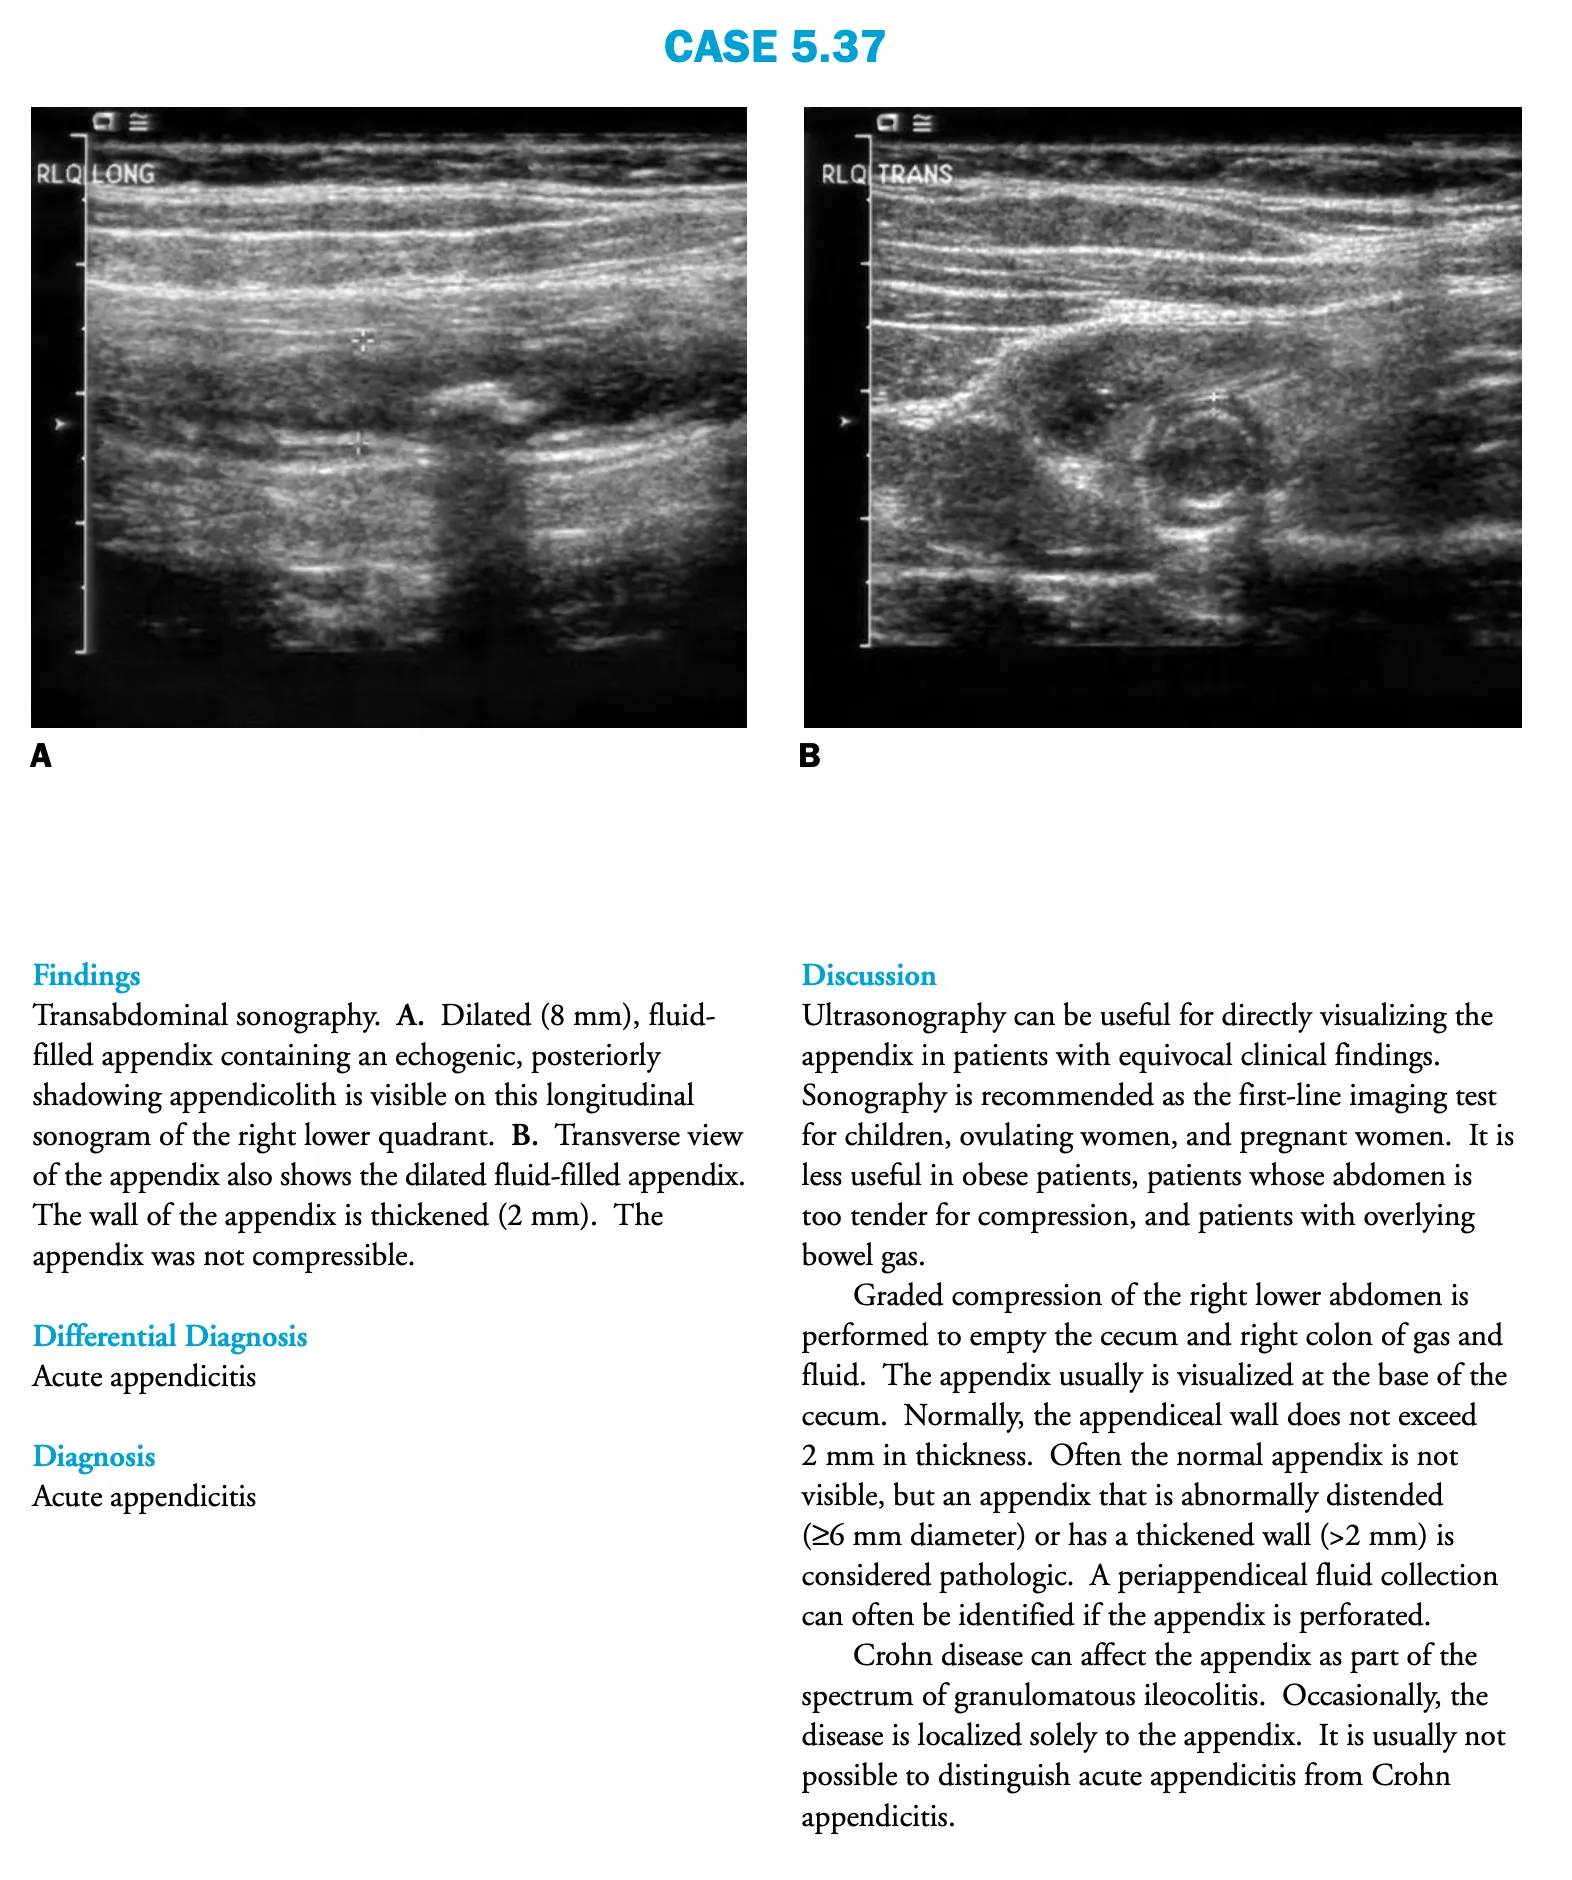 CASE 5.37
RLQ LONG
RLQ TRANS
A
B
Findings
Transabdominal sonography. A. Dilated (8 mm), fluid-
filled appendix containing an echogenic, posteriorly
shadowing appendicolith is visible on this longitudinal
sonogram of the right lower quadrant. B. Transverse view
of the appendix also shows the dilated fluid-filled appendix.
The wall of the appendix is thickened (2 mm). The
appendix was not compressible.
Differential Diagnosis
Acute appendicitis
Diagnosis
Acute appendicitis
Discussion
Ultrasonography can be useful for directly visualizing the
appendix in patients with equivocal clinical findings.
Sonography is recommended as the first-line imaging test
for children, ovulating women, and pregnant women. It is
less useful in obese patients, patients whose abdomen is
too tender for compression, and patients with overlying
bowel gas.
Graded compression of the right lower abdomen is
performed to empty the cecum and right colon of gas and
fluid. The appendix usually is visualized at the base of the
cecum. Normally, the appendiceal wall does not exceed
2 mm in thickness. Often the normal appendix is not
visible, but an appendix that is abnormally distended
(≥6 mm diameter) or has a thickened wall (>2 mm) is
considered pathologic. A periappendiceal fluid collection
can often be identified if the appendix is perforated.
Crohn disease can affect the appendix as part of the
spectrum of granulomatous ileocolitis. Occasionally, the
disease is localized solely to the appendix. It is usually not
possible to distinguish acute appendicitis from Crohn
appendicitis.